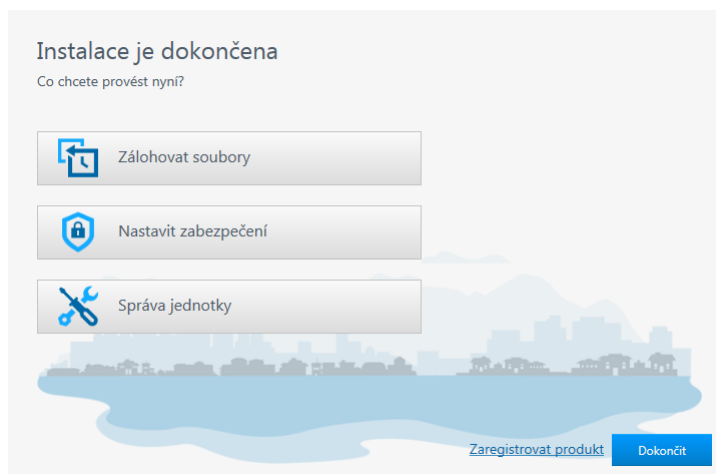 Instalace je dokončena
Co chcete provést nyní?
Zálohovat soubory
Nastavit zabezpečení
Správa jednotky
Zaregistrovat produkt
Dokončit